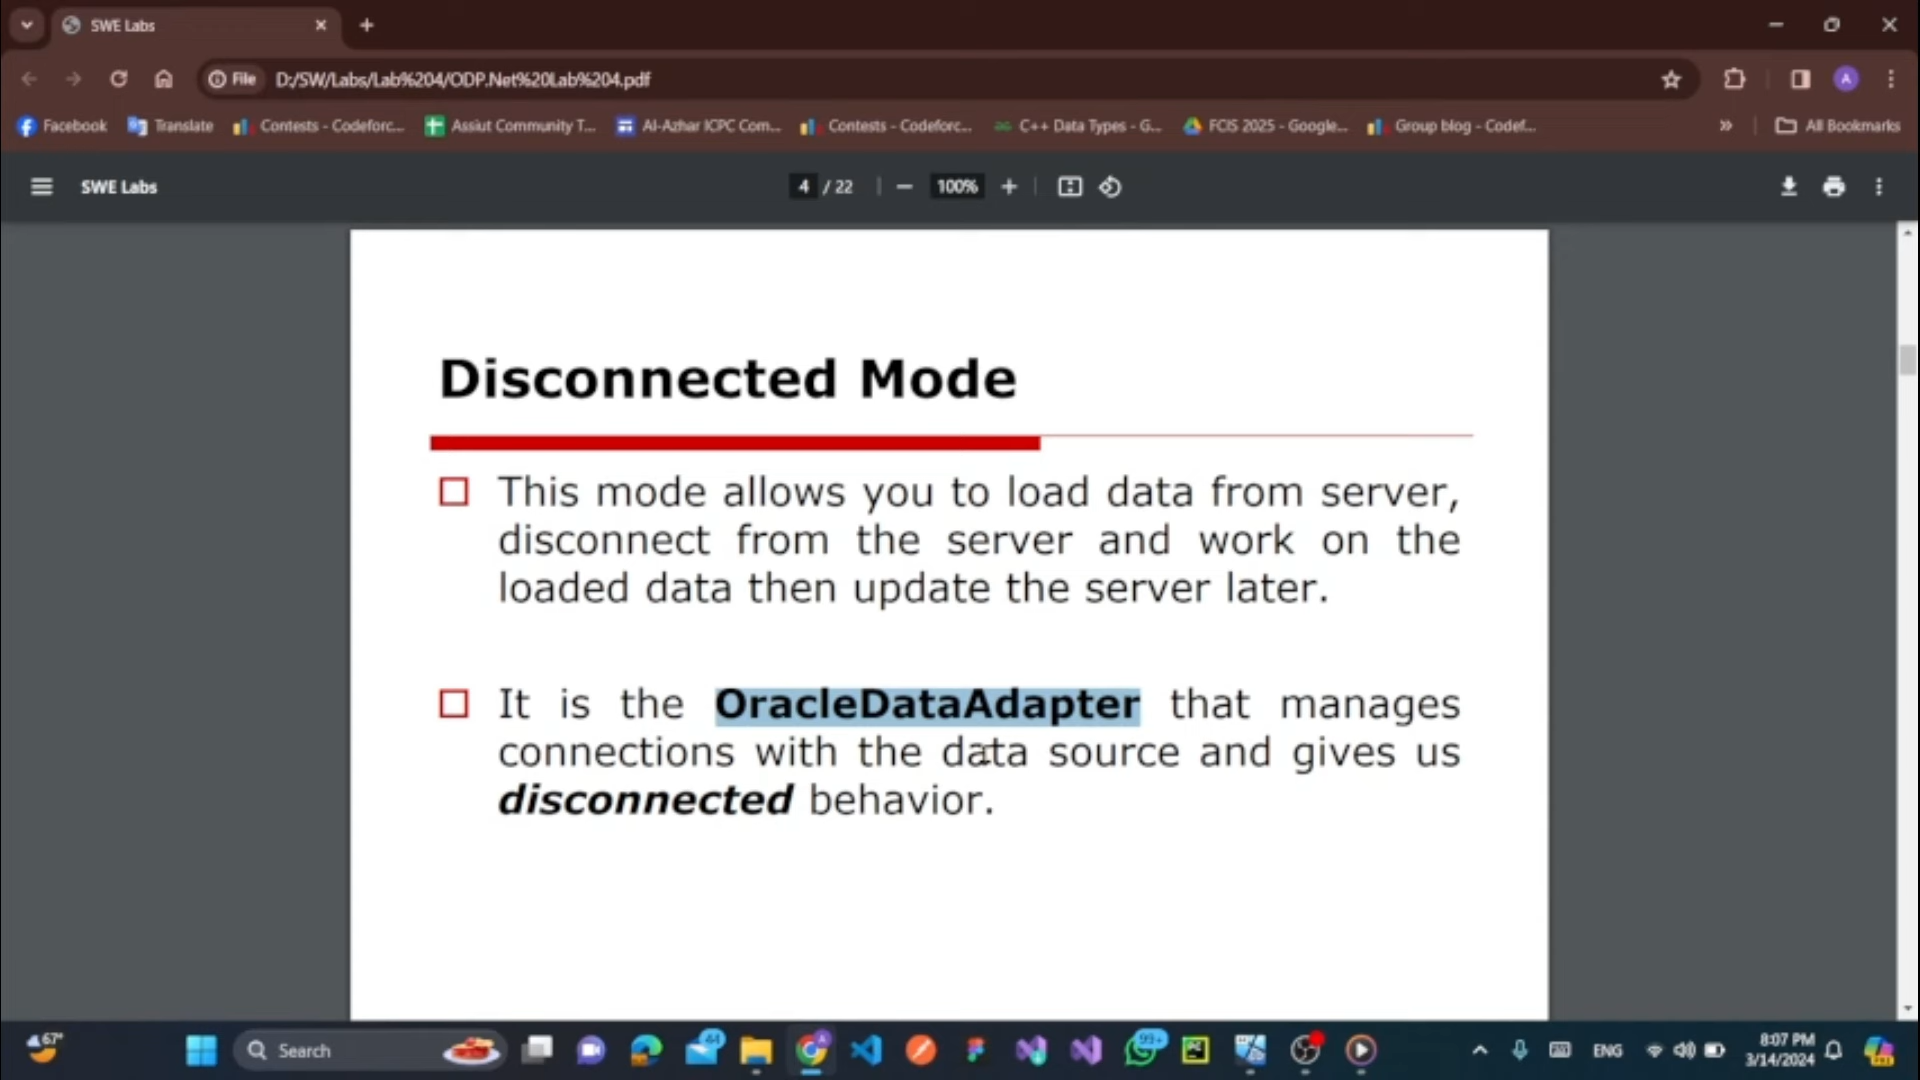 SWE Labs
File D:/SW/Labs/Lab%204/ODP.Net%20Lab%204.pdf
A
Facebook Translate Contests - Codeforc... Assiut Community T... Al-Azhar ICPC Com... Contests - Codeforc... C++ Data Types - G... FCIS 2025 - Google... Group blog - Codef... » All Bookmarks
SWE Labs 4 / 22 100%
Disconnected Mode
This mode allows you to load data from server,
disconnect from the server and work on the
loaded data then update the server later.
It is the OracleDataAdapter that manages
connections with the data source and gives us
disconnected behavior.
67°
Search
44
99+
ENG
8:07 PM
3/14/2024